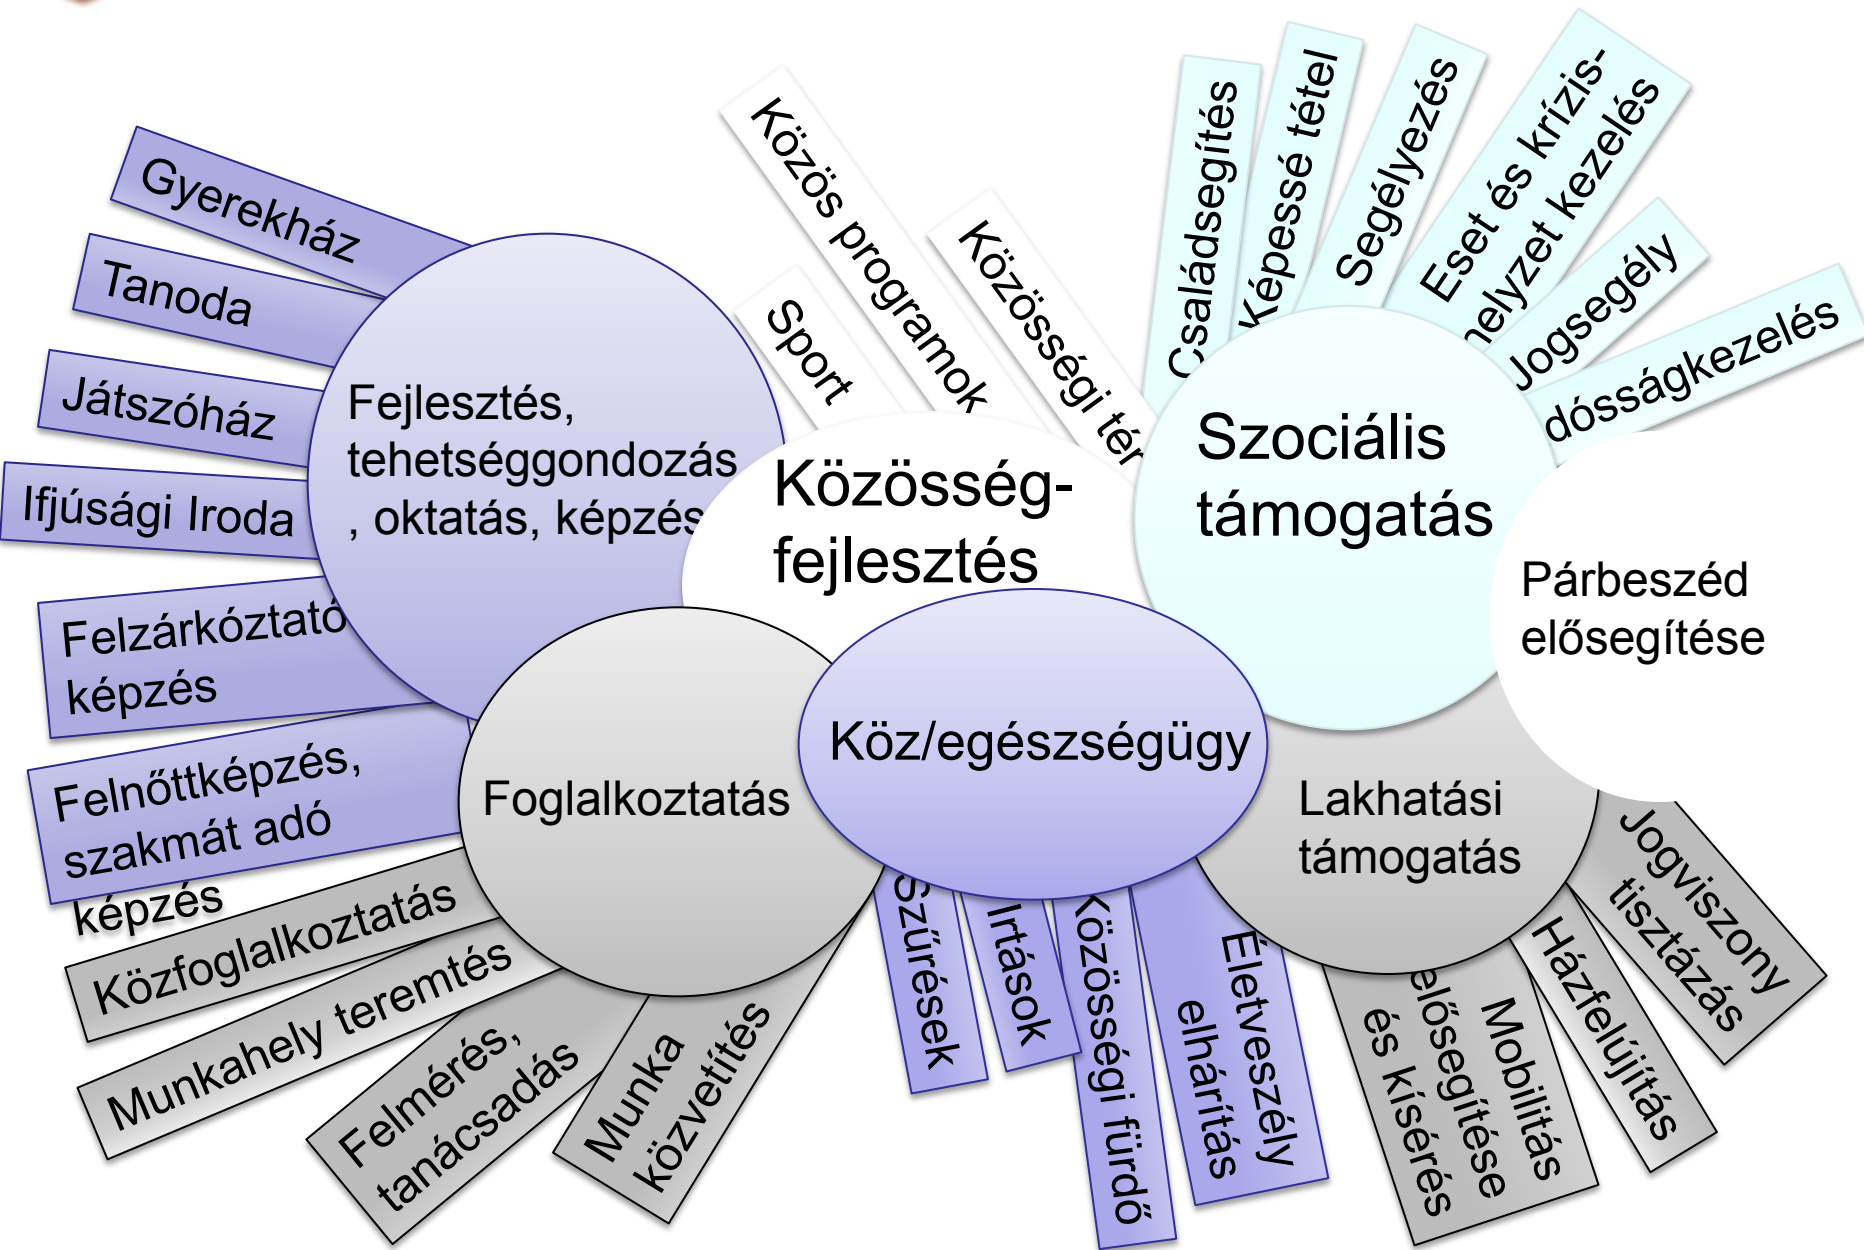 Gyerekház
Tanoda
Játszóház
Ifjúsági Iroda
Felzárkóztató
képzés
Felnőttképzés,
szakmát adó
képzés
Fejlesztés,
tehetséggondozás
, oktatás, képzés
Közös programok
Sport
Közösségi tér
Közösség-
fejlesztés
Családsegítés
Képessé tétel
Segélyezés
Eset és krízis-
helyzet kezelés
Jogsegély
dósságkezelés
Szociális
támogatás
Párbeszéd
elősegítése
Foglalkoztatás
Közfoglalkoztatás
Munkahely teremtés
Felmérés,
tanácsadás
Munka
közvetítés
Köz/egészségügy
Szűrések
Irtások
Közösségi fürdő
Életveszély
elhárítás
Lakhatási
támogatás
Mobilitás
elősegítése
és kísérés
Házfelújítás
Jogviszony
tisztázás